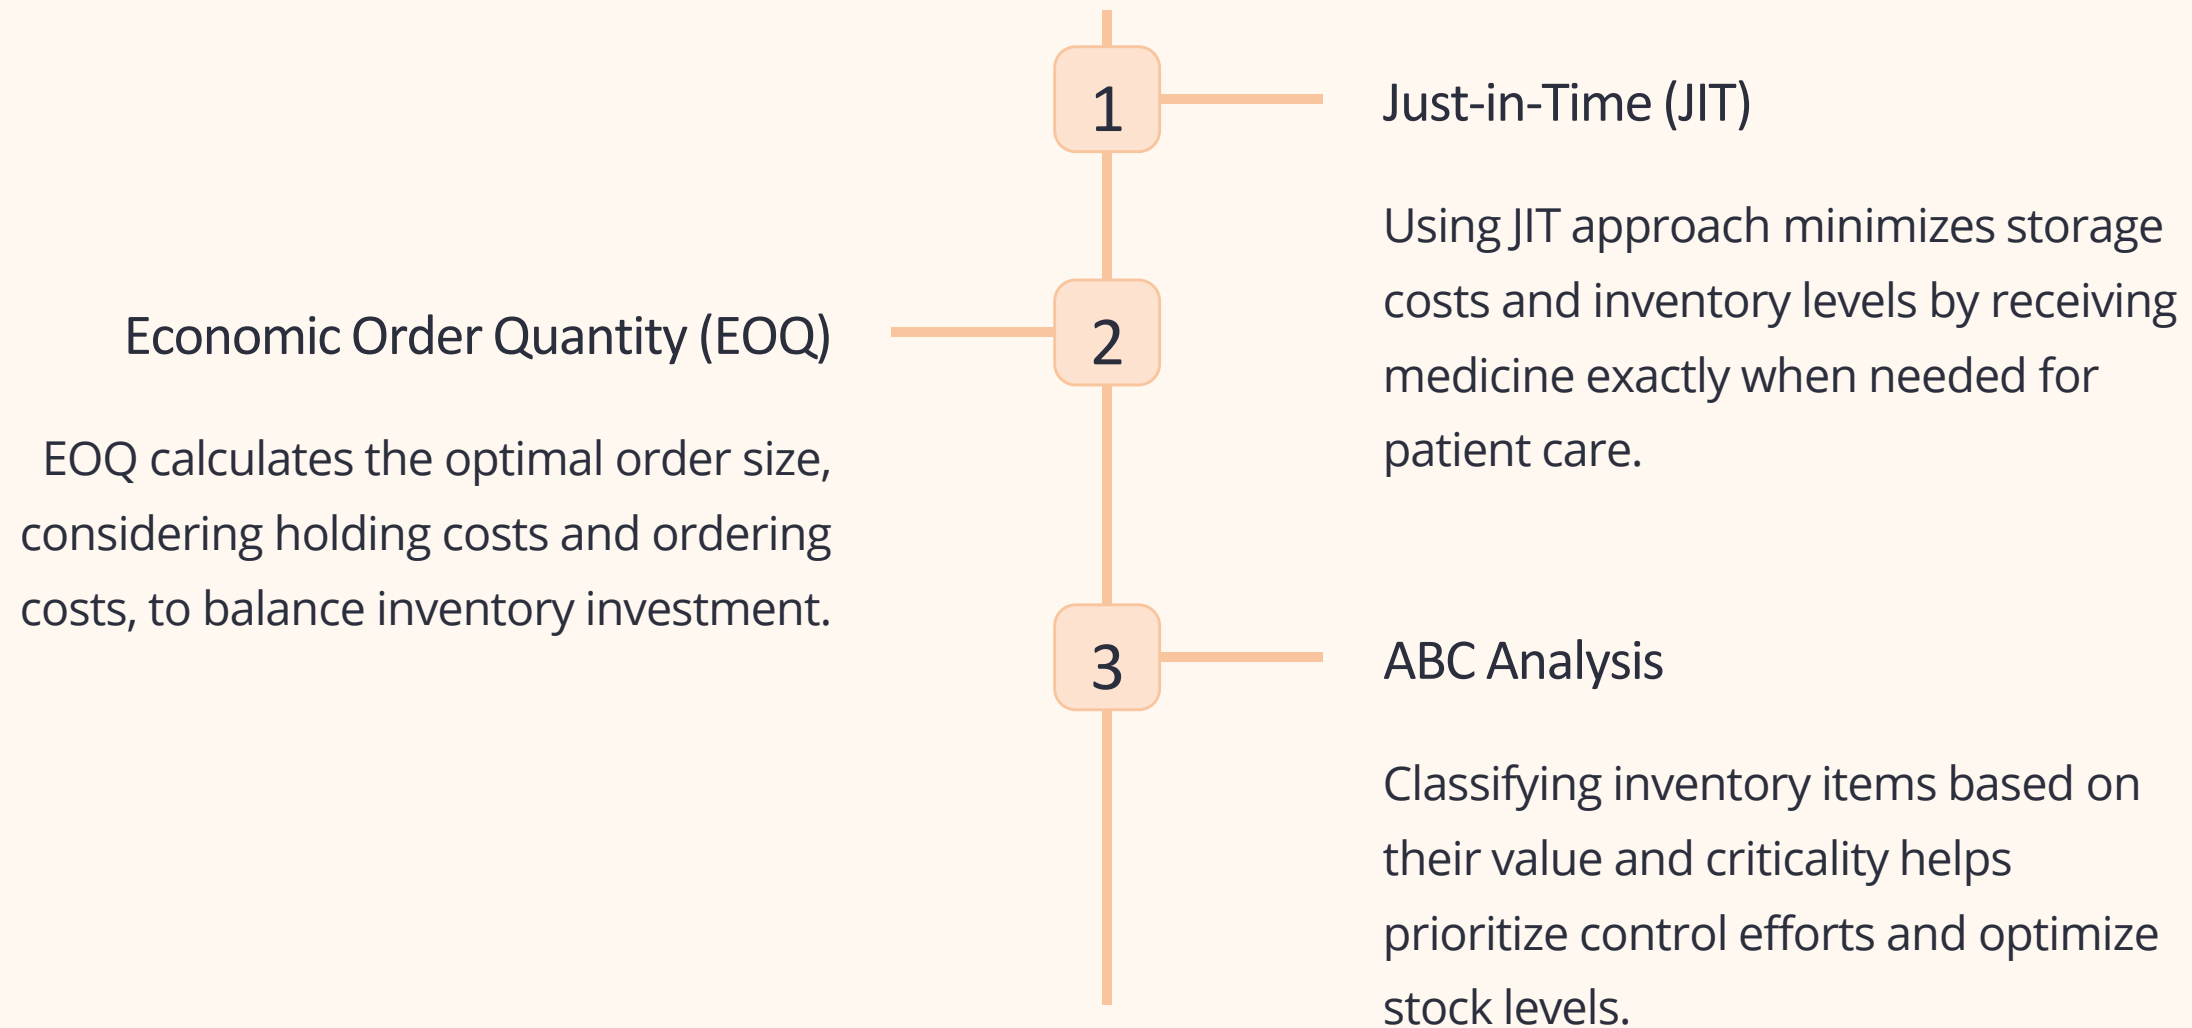 1
Just-in-Time (JIT)
Using JIT approach minimizes storage
costs and inventory levels by receiving
medicine exactly when needed for
patient care.
2
Economic Order Quantity (EOQ)
EOQ calculates the optimal order size,
considering holding costs and ordering
costs, to balance inventory investment.
3
ABC Analysis
Classifying inventory items based on
their value and criticality helps
prioritize control efforts and optimize
stock levels.